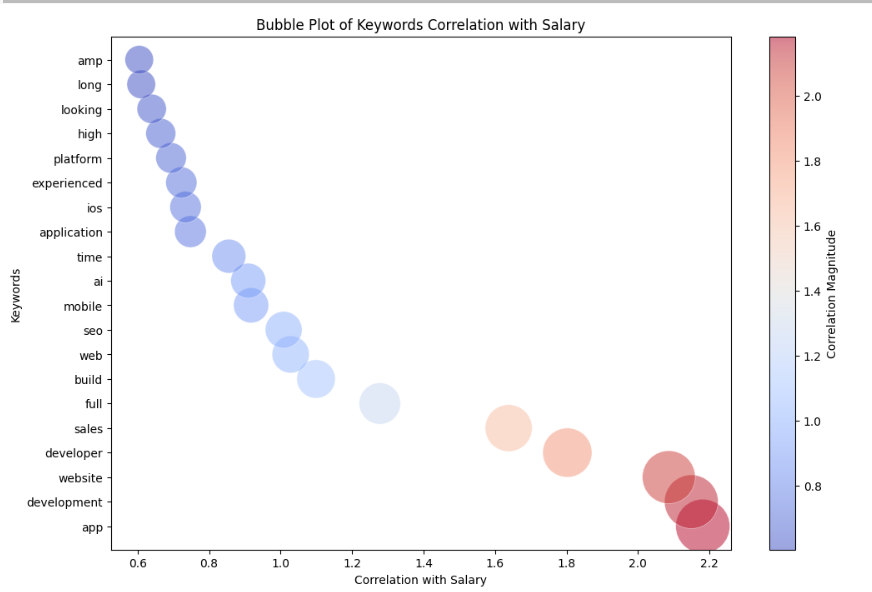 Bubble Plot of Keywords Correlation with Salary
amp
long
looking
high
platform
experienced
ios
application
time
ai
mobile
seo
web
build
full
sales
developer
website
development
app
Keywords
0.6 0.8 1.0 1.2 1.4 1.6 1.8 2.0 2.2
Correlation with Salary
2.0
1.8
1.6
1.4
1.2
1.0
0.8
Correlation Magnitude